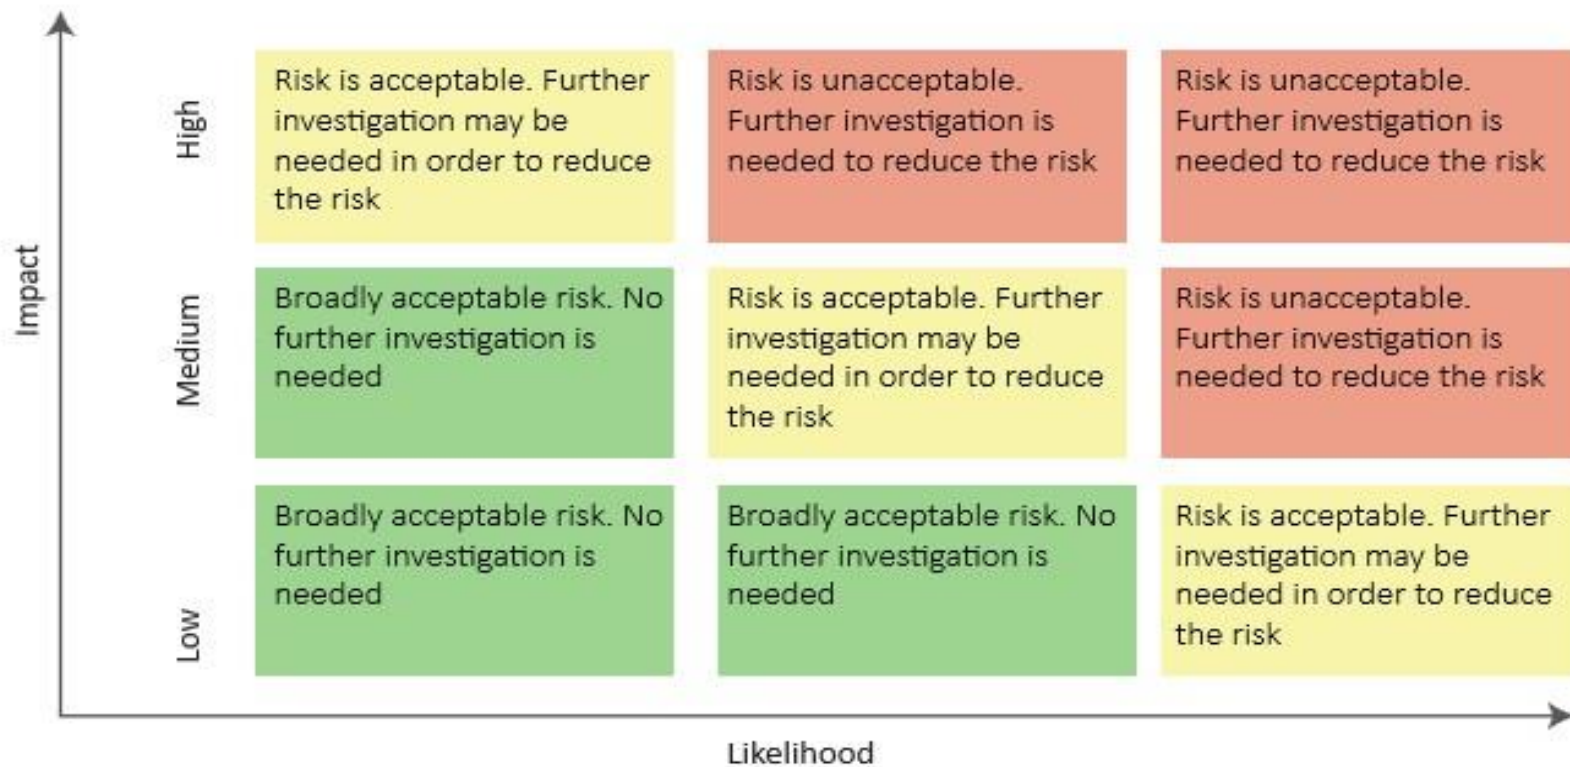 High
Risk is acceptable. Further
investigation may be
needed in order to reduce
the risk
Risk is unacceptable.
Further investigation is
needed to reduce the risk
Risk is unacceptable.
Further investigation is
needed to reduce the risk
Impact
Medium
Broadly acceptable risk. No
further investigation is
needed
Risk is acceptable. Further
investigation may be
needed in order to reduce
the risk
Risk is unacceptable.
Further investigation is
needed to reduce the risk
Low
Broadly acceptable risk. No
further investigation is
needed
Broadly acceptable risk. No
further investigation is
needed
Risk is acceptable. Further
investigation may be
needed in order to reduce
the risk
Likelihood